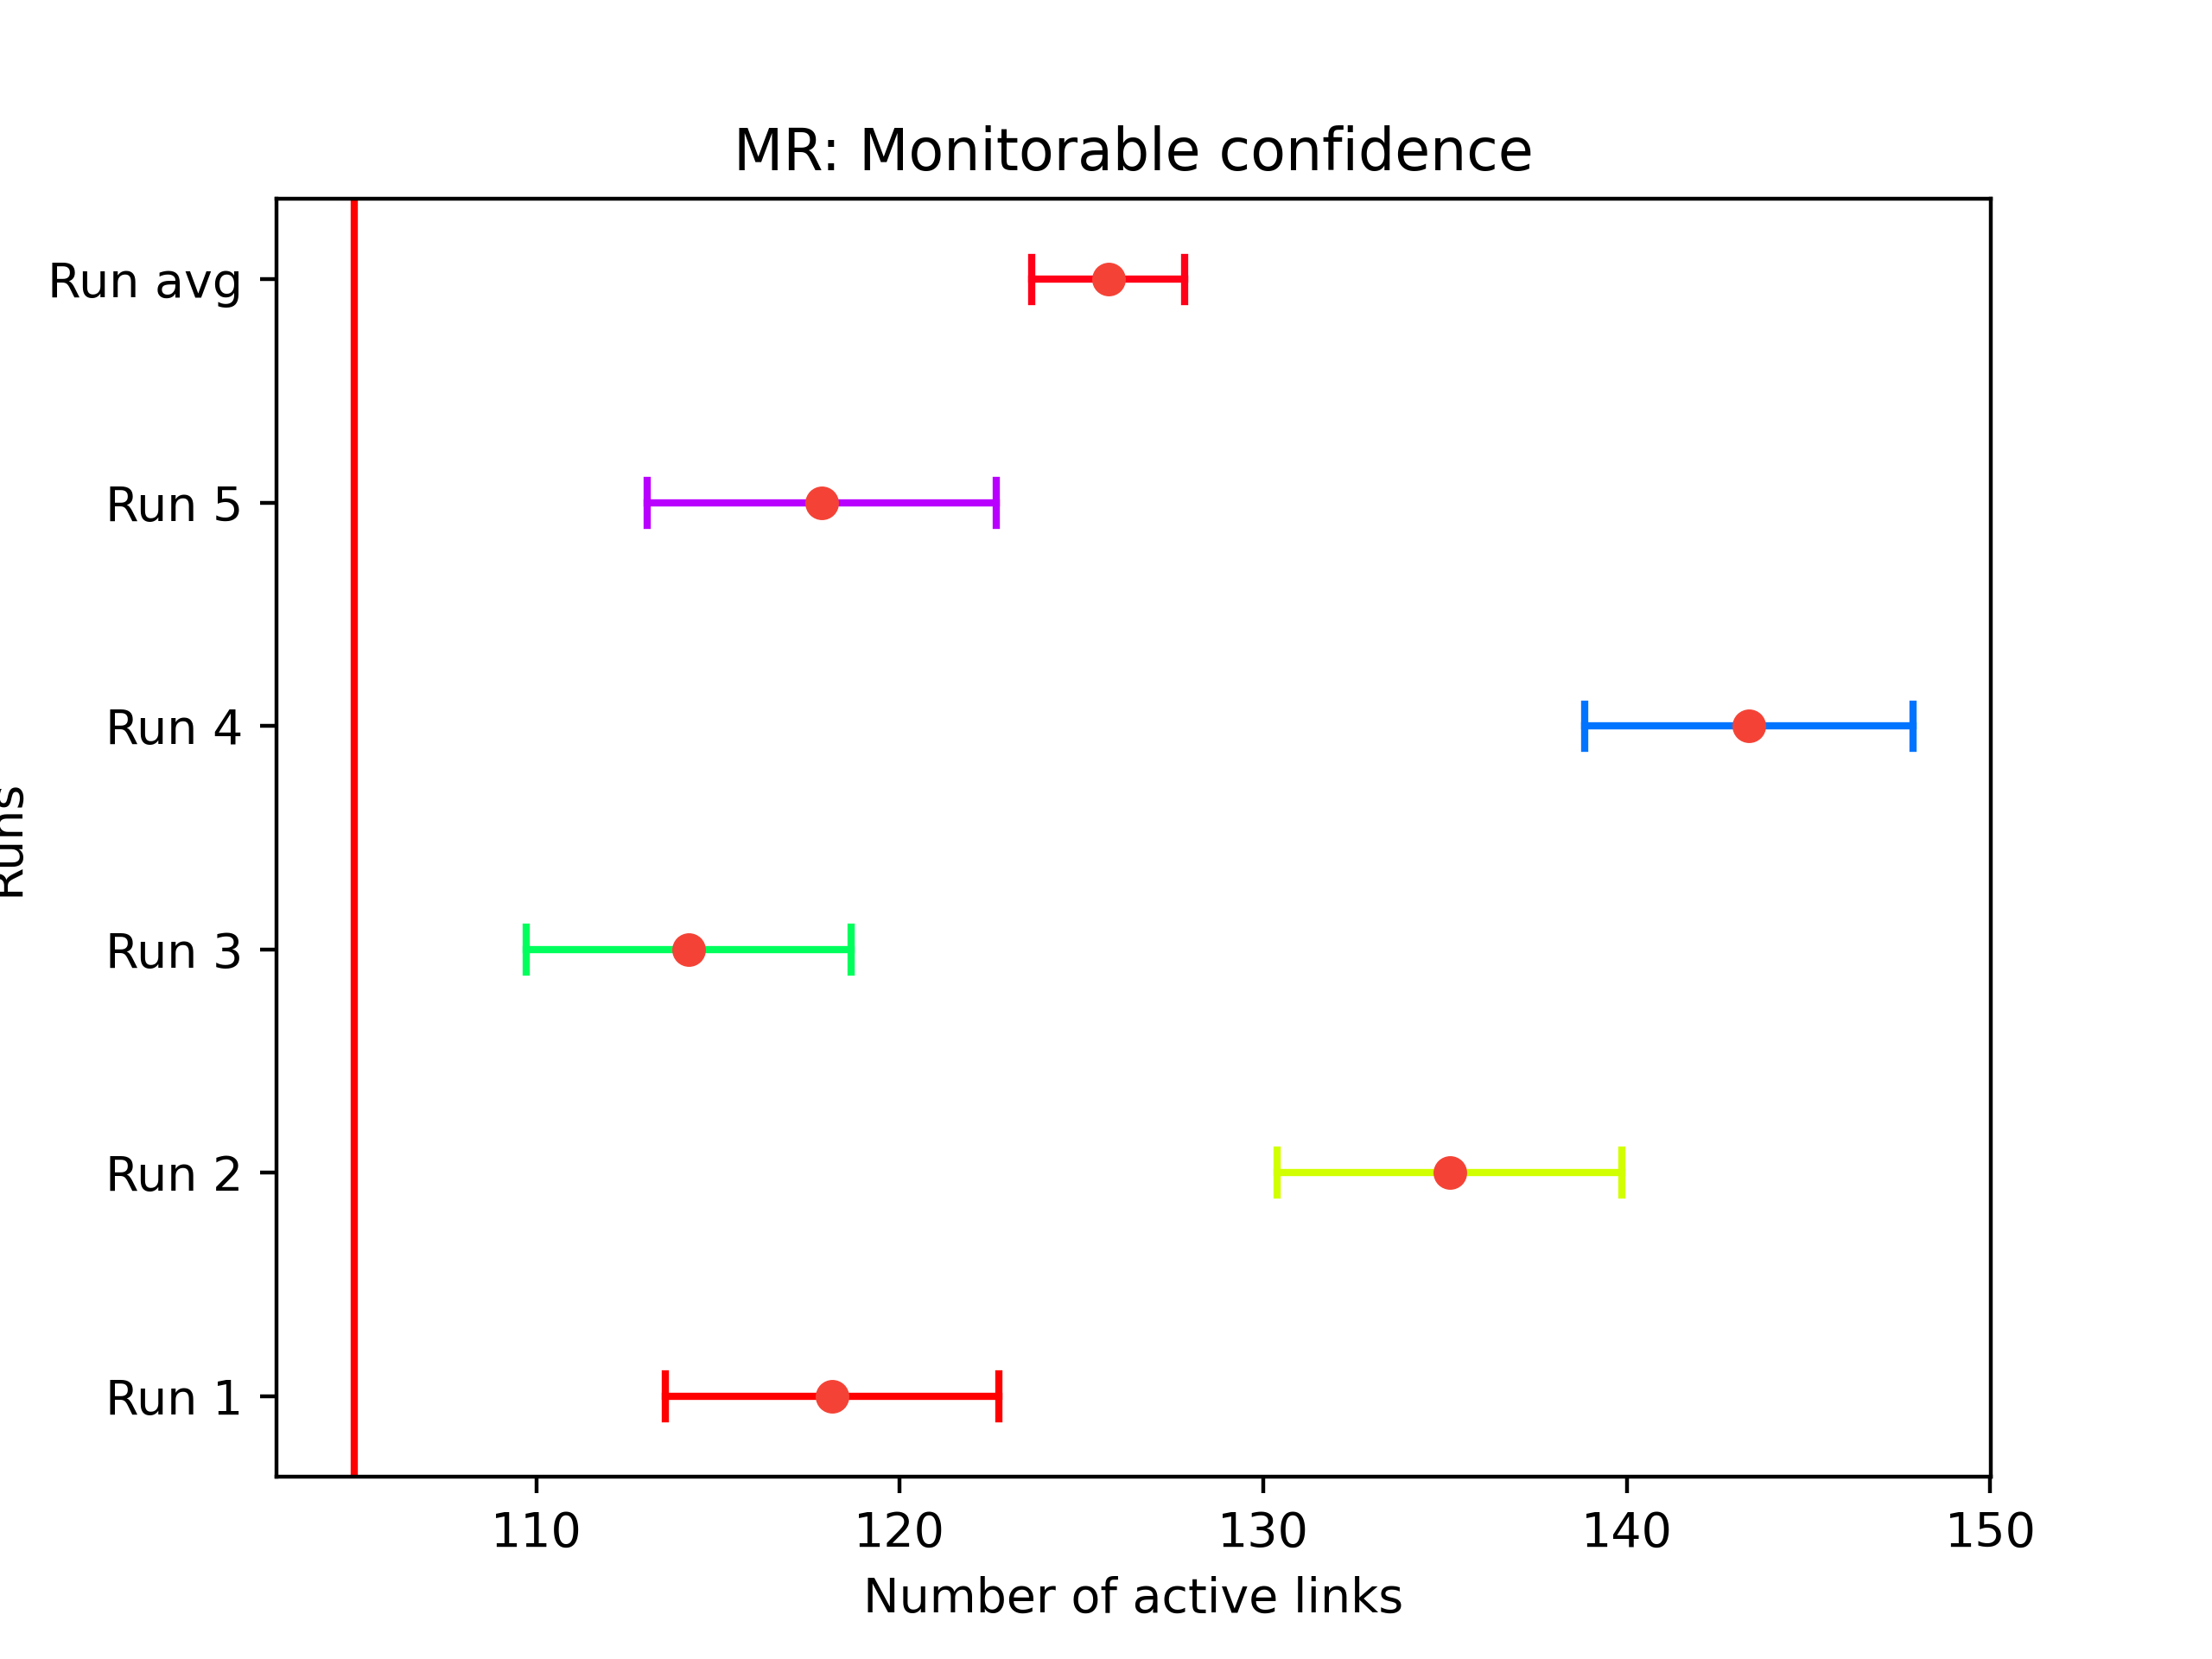 MR: Monitorable confidence
Run avg
Run 5
Run 4
Runs
Run 3
Run 2
Run 1
110 120 130 140 150
Number of active links